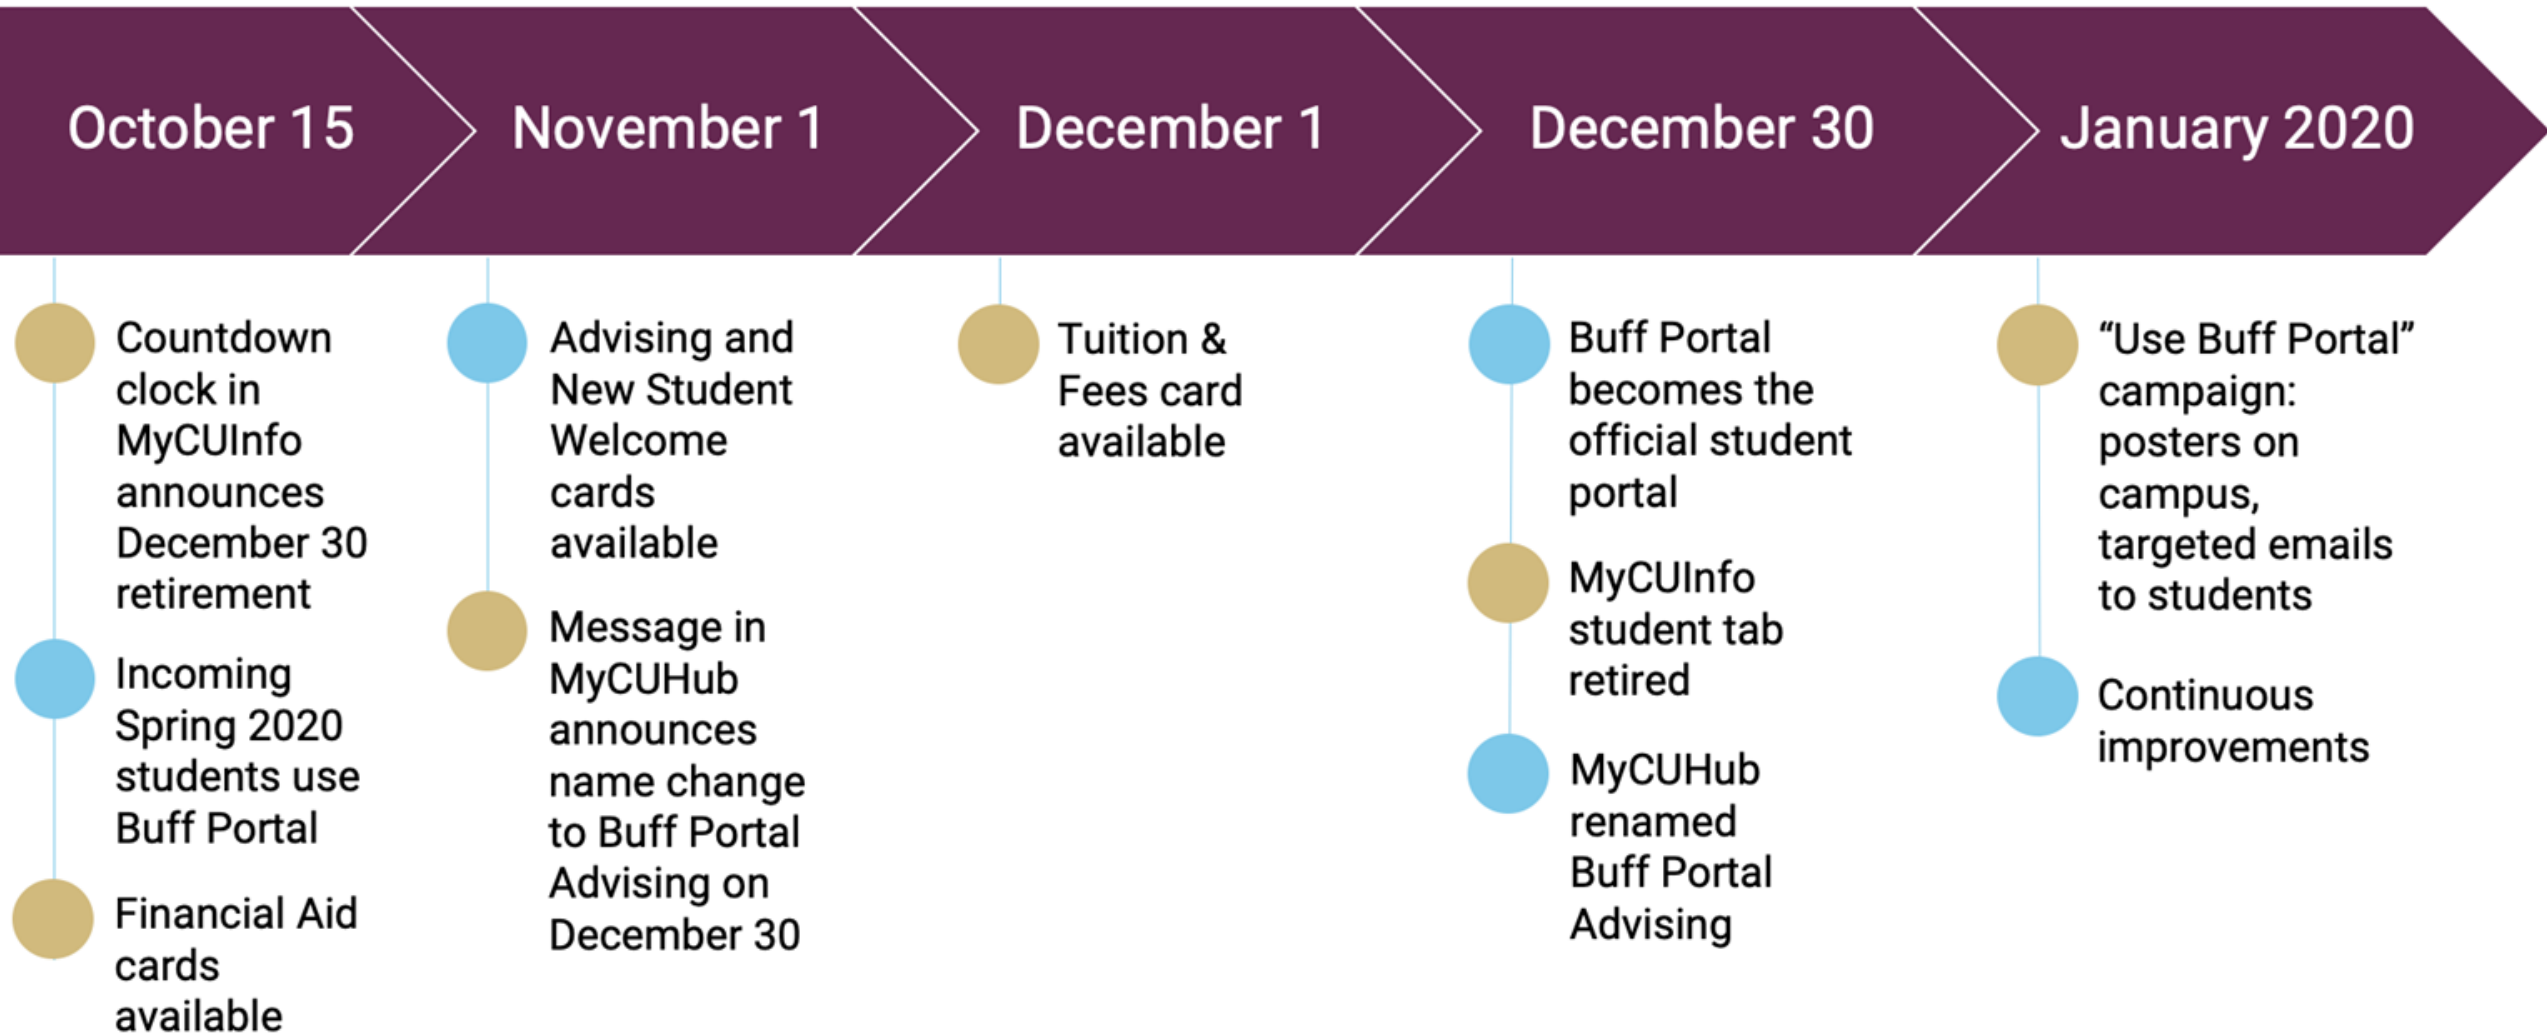 October 15
November 1
December 1
December 30
January 2020
Countdown
clock in
MyCUInfo
announces
December 30
retirement
Incoming
Spring 2020
students use
Buff Portal
Financial Aid
cards
available
Advising and
New Student
Welcome
cards
available
Message in
MyCUHub
announces
name change
to Buff Portal
Advising on
December 30
Tuition &
Fees card
available
Buff Portal
becomes the
official student
portal
MyCUInfo
student tab
retired
MyCUHub
renamed
Buff Portal
Advising
“Use Buff Portal”
campaign:
posters on
campus,
targeted emails
to students
Continuous
improvements